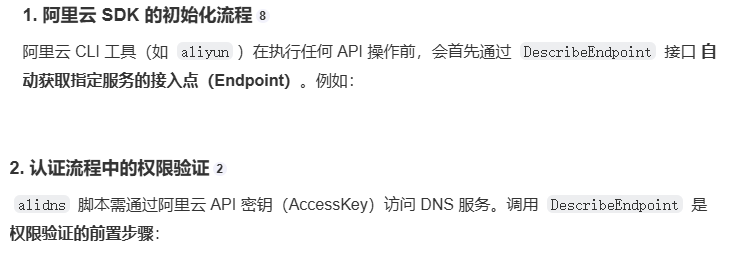 1. 阿里云 SDK 的初始化流程 8
阿里云 CLI 工具（如 aliyun ）在执行任何 API 操作前，会首先通过 DescribeEndpoint 接口 自
动获取指定服务的接入点（Endpoint）。例如：
2. 认证流程中的权限验证 2
alidns 脚本需通过阿里云 API 密钥（AccessKey）访问 DNS 服务。调用 DescribeEndpoint 是
权限验证的前置步骤：